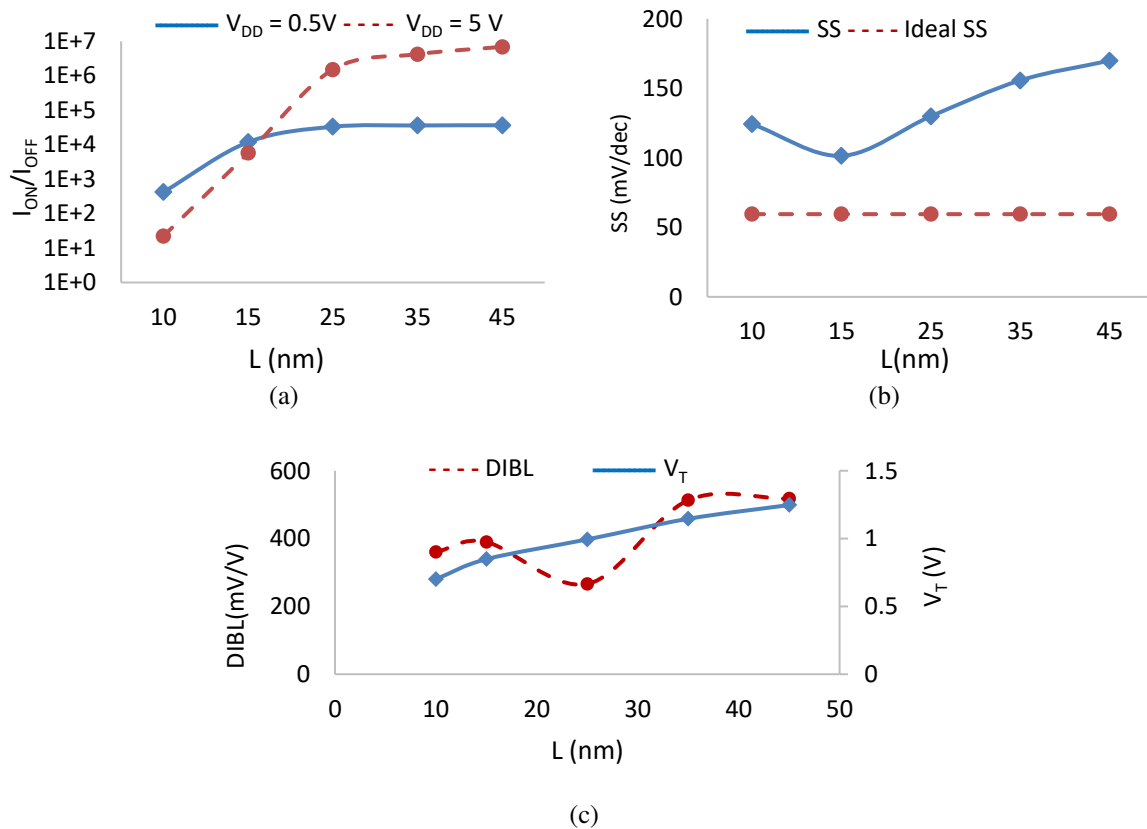 V_DD = 0.5V V_DD = 5 V
1E+7
1E+6
1E+5
1E+4
1E+3
1E+2
1E+1
1E+0
I_ON/I_OFF
10 15 25 35 45
L (nm)
(a)
SS Ideal SS
200
150
100
50
0
SS (mV/dec)
10 15 25 35 45
L(nm)
(b)
DIBL V_T
600 1.5
400 1
200 0.5
0 0
DIBL(mV/V)
V_T (V)
0 10 20 30 40 50
L (nm)
(c)